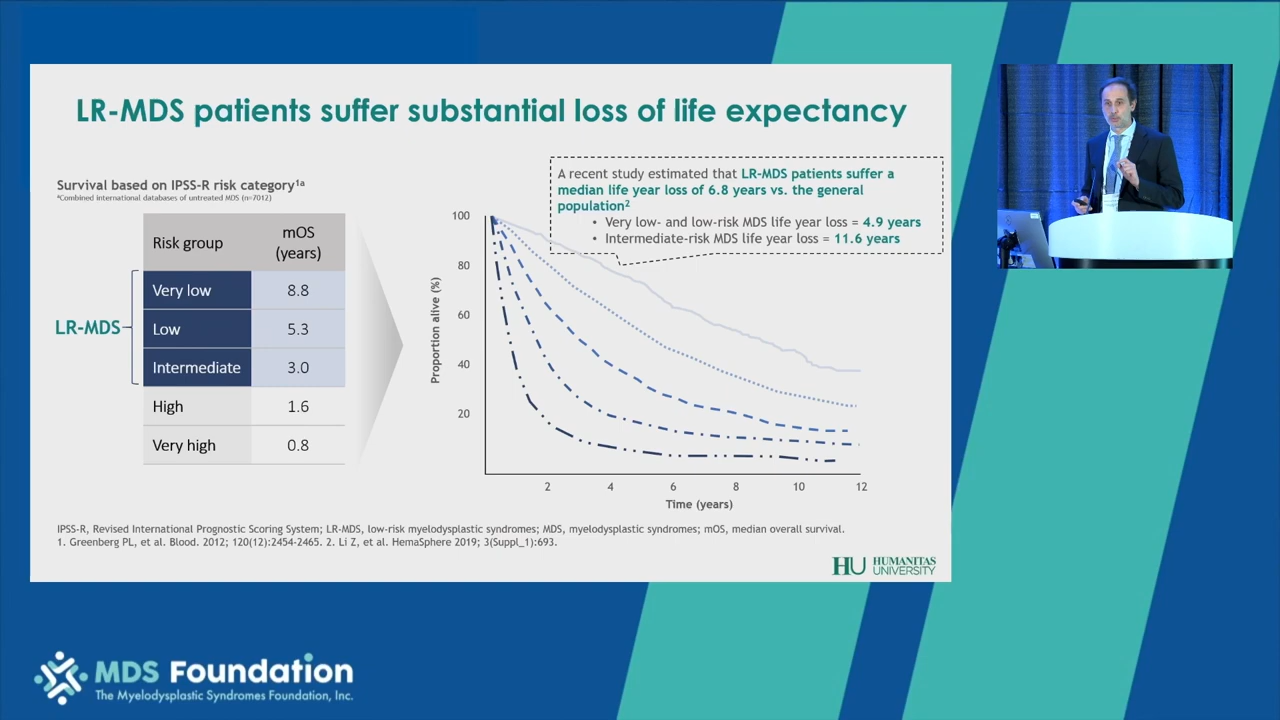 LR-MDS patients suffer substantial loss of life expectancy
Survival based on IPSS-R risk category1a
aCombined international databases of untreated MDS (n=7012)
Risk group
mOS
(years)
Very low 8.8
Low 5.3
Intermediate 3.0
High 1.6
Very high 0.8
LR-MDS
A recent study estimated that LR-MDS patients suffer a
median life year loss of 6.8 years vs. the general
population2
• Very low- and low-risk MDS life year loss = 4.9 years
• Intermediate-risk MDS life year loss = 11.6 years
Proportion alive (%)
100
80
60
40
20
2 4 6 8 10 12
Time (years)
IPSS-R, Revised International Prognostic Scoring System; LR-MDS, low-risk myelodysplastic syndromes; MDS, myelodysplastic syndromes; mOS, median overall survival.
1. Greenberg PL, et al. Blood. 2012; 120(12):2454-2465. 2. Li Z, et al. HemaSphere 2019; 3(Suppl_1):693.
HU HUMANITAS
UNIVERSITY
MDS Foundation
The Myelodysplastic Syndromes Foundation, Inc.